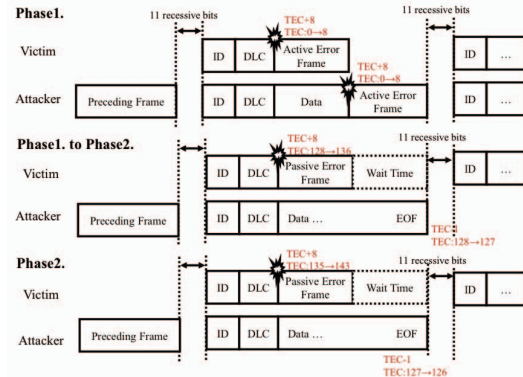 Phase1.
11 recessive bits
11 recessive bits
TEC+8
TEC:0→8
Victim
ID DLC Active Error Frame
ID ...
TEC+8
TEC:0→8
Attacker
Preceding Frame
ID DLC Data Active Error Frame
ID ...
Phase1. to Phase2.
TEC+8
TEC:128→136
11 recessive bits
Victim
ID DLC Passive Error Frame Wait Time
ID ...
Attacker
Preceding Frame
ID DLC Data ... EOF
TEC:128→127
Phase2.
TEC+8
TEC:135→143
11 recessive bits
Victim
ID DLC Passive Error Frame Wait Time
ID ...
Attacker
Preceding Frame
ID DLC Data ... EOF
TEC-1
TEC:127→126